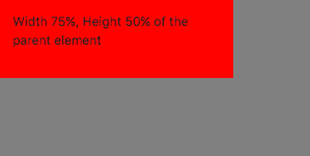 Width 75%, Height 50% of the
parent element